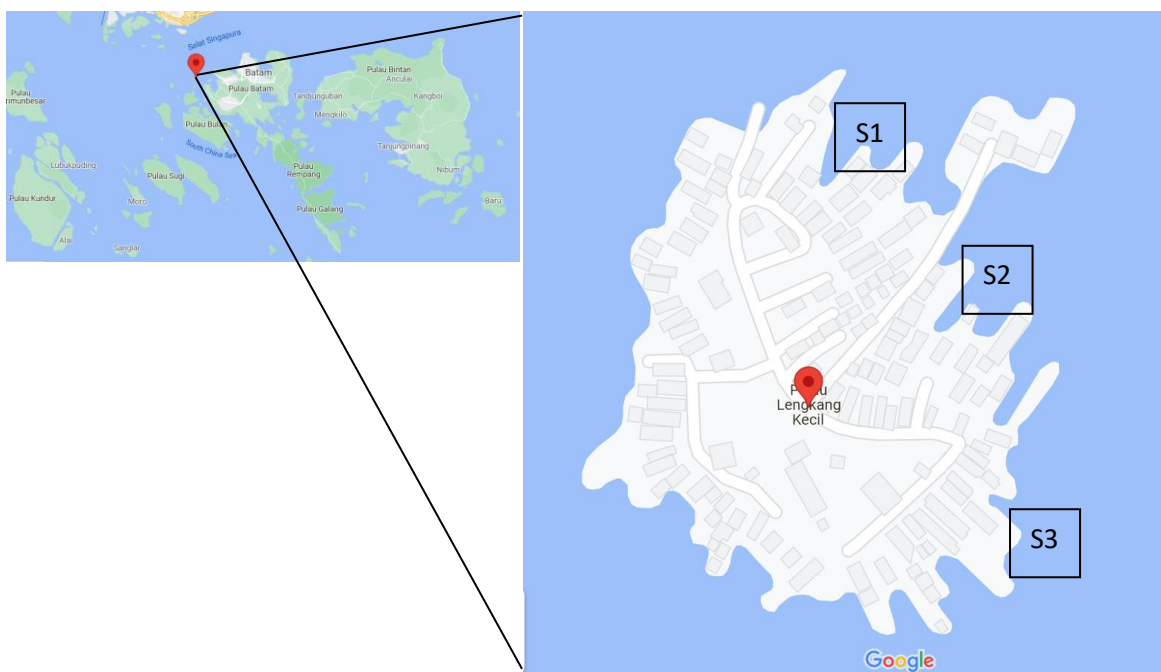 Selat Singapura
Batam
Pulau Batam
Pulau Bintan
Anculai
Kangboi
Pulau
rimunbesar
Tandjunguban
Mengkilo
Pulau Bulan
South China Sea
Tanjungpinang
Nibum
Lubukpuding
Pulau Sugi
Pulau
Rempang
Pulau Kundur
Moro
Pulau Galang
Baru
Alai
Sanglar
S1
S2
Pulau
Lengkang
Kecil
S3
Google